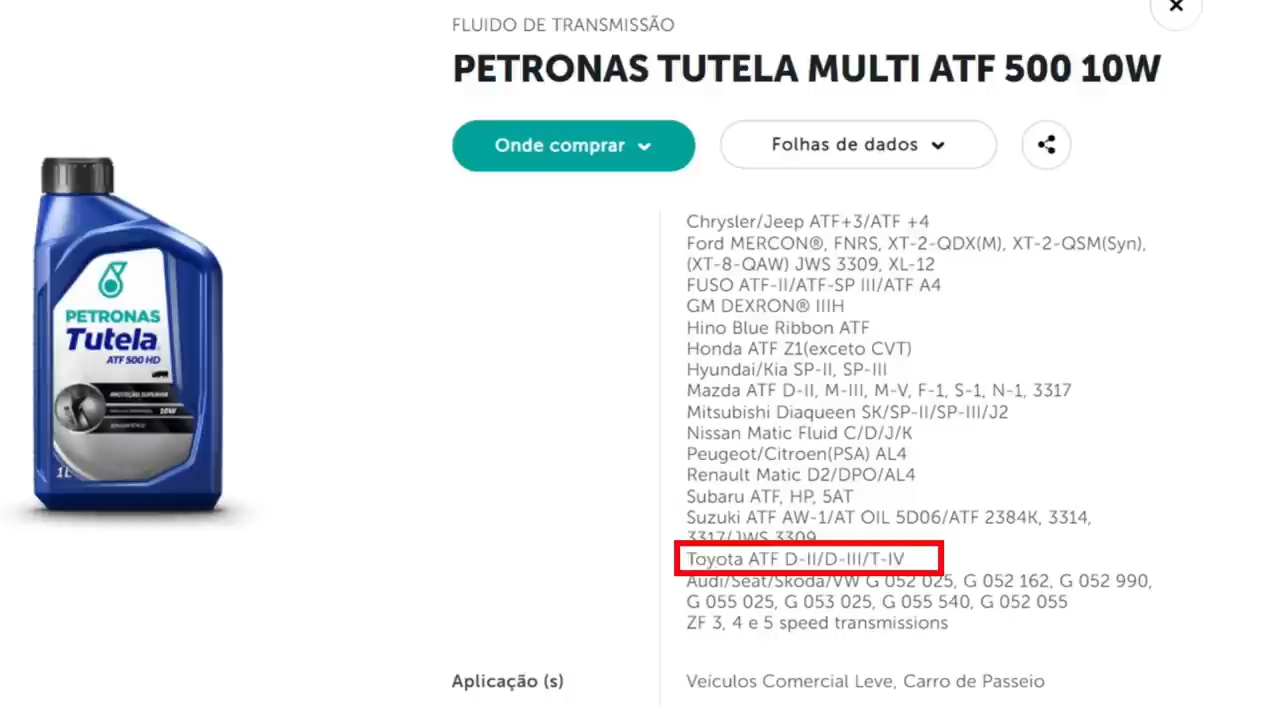 FLUIDO DE TRANSMISSÃO
PETRONAS TUTELA MULTI ATF 500 10W
Onde comprar
Folhas de dados
Chrysler/Jeep ATF+3/ATF +4
Ford MERCON®, FNRS, XT-2-QDX(M), XT-2-QSM(Syn),
(XT-8-QAW) JWS 3309, XL-12
FUSO ATF-II/ATF-SP III/ATF A4
GM DEXRON® IIIH
Hino Blue Ribbon ATF
Honda ATF Z1(exceto CVT)
Hyundai/Kia SP-II, SP-III
Mazda ATF D-II, M-III, M-V, F-1, S-1, N-1, 3317
Mitsubishi Diaqueen SK/SP-II/SP-III/J2
Nissan Matic Fluid C/D/J/K
Peugeot/Citroen(PSA) AL4
Renault Matic D2/DPO/AL4
Subaru ATF, HP, 5AT
Suzuki ATF AW-1/AT OIL 5D06/ATF 2384K, 3314,
3317/JWS 3309
Toyota ATF D-II/D-III/T-IV
Audi/Seat/Skoda/VW G 052 025, G 052 162, G 052 990,
G 055 025, G 053 025, G 055 540, G 052 055
ZF 3, 4 e 5 speed transmissions
Aplicação (s)
Veículos Comercial Leve, Carro de Passeio
PETRONAS
Tutela
ATF 500 HD
PROTEÇÃO SUPERIOR
10W
1L